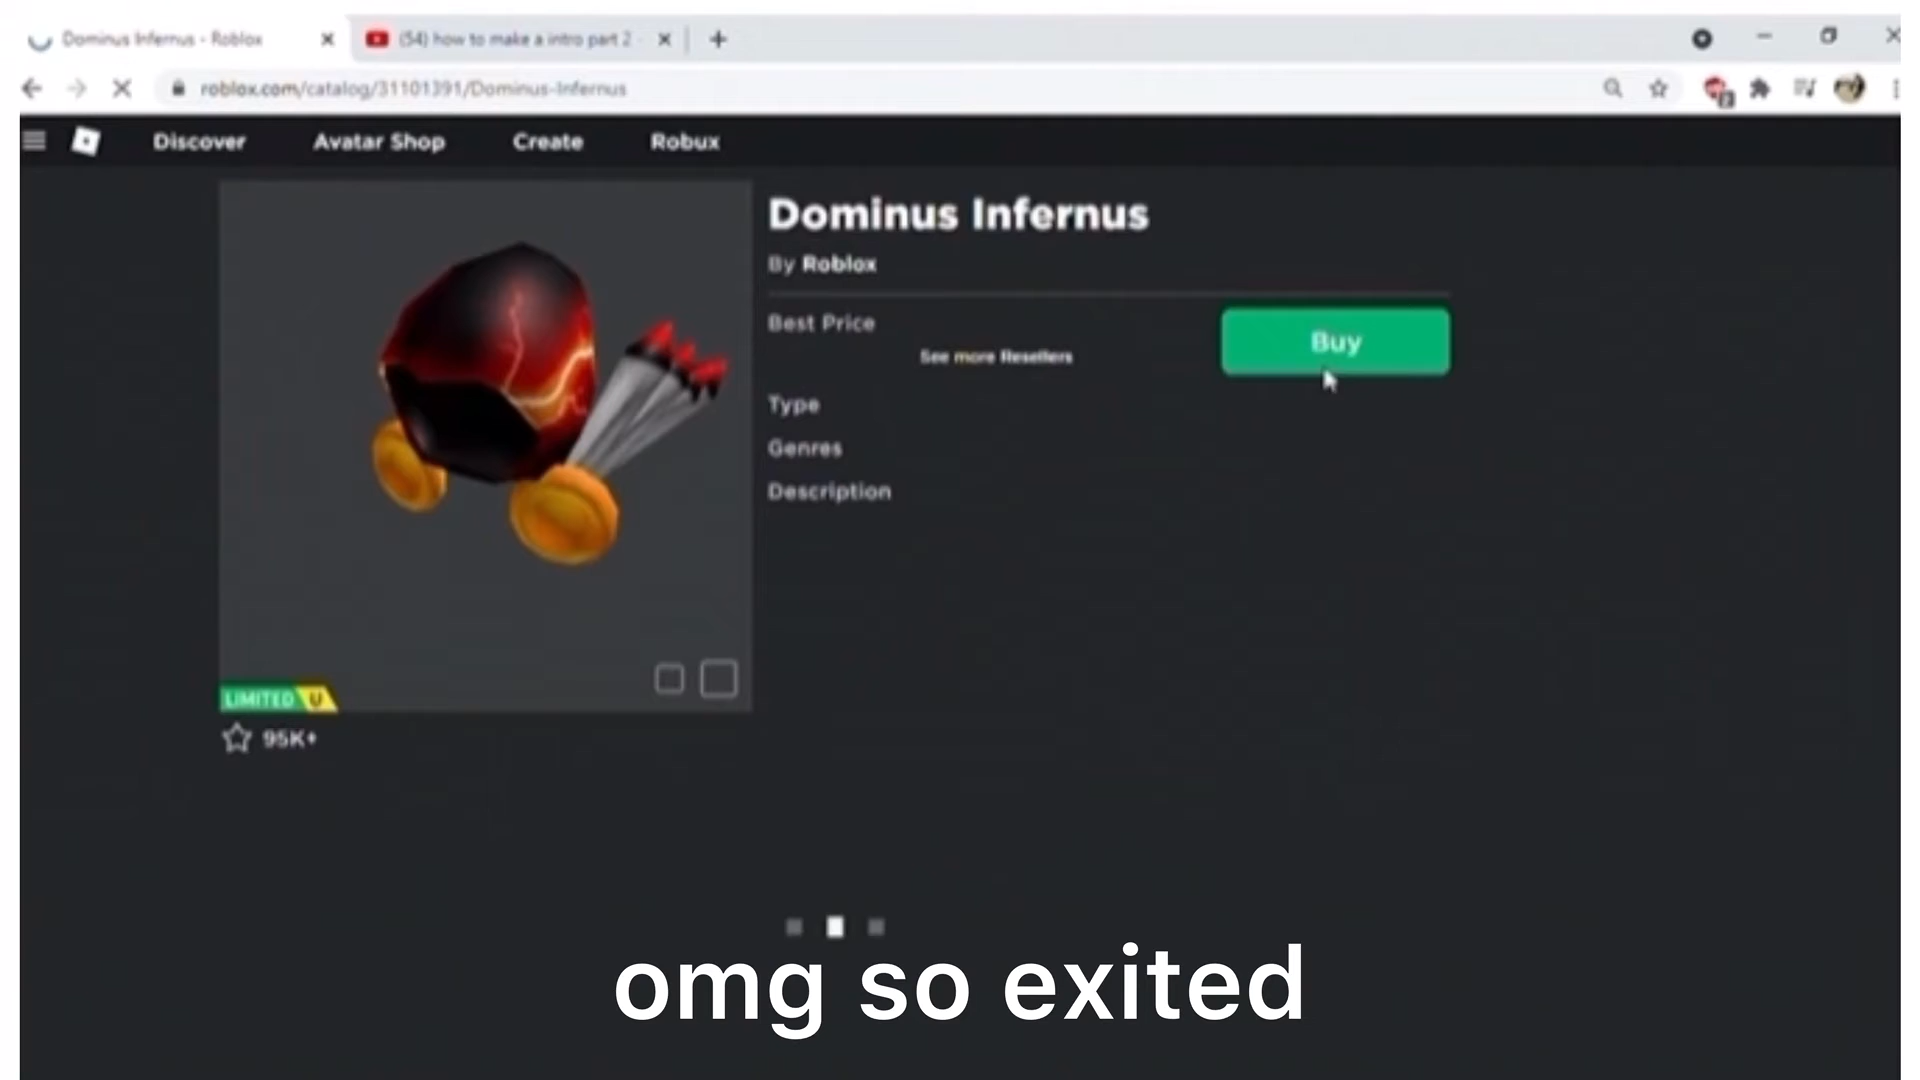 Dominus Infernus - Roblox
(54) how to make a intro part 2 -
roblox.com/catalog/31101391/Dominus-Infernus
2
Discover Avatar Shop Create Robux
Dominus Infernus
By Roblox
Best Price
See more Resellers
Buy
Type
Genres
Description
LIMITED U
95K+
omg so exited